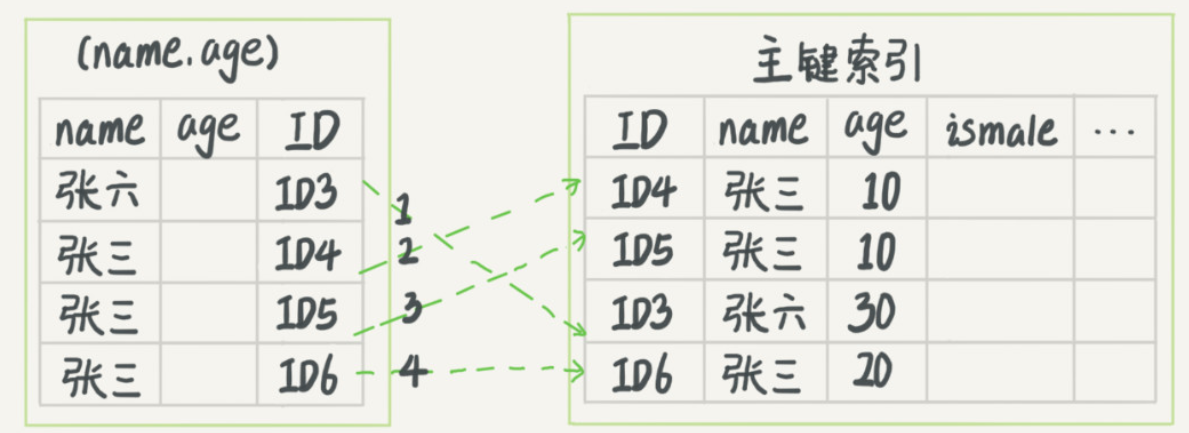 (name.age)
name age ID
张六 ID3
张三 ID4
张三 ID5
张三 ID6
1
2
3
4
主键索引
ID name age ismale ...
ID4 张三 10
ID5 张三 10
ID3 张六 30
ID6 张三 20